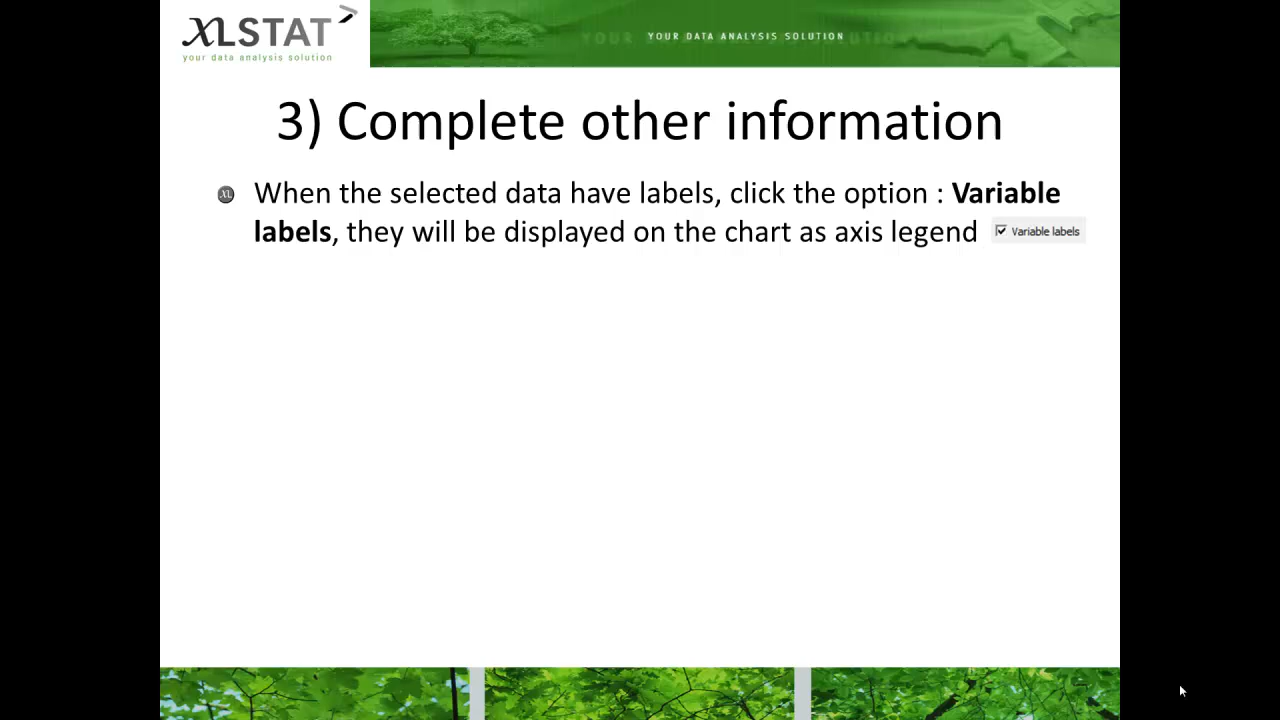 XLSTAT
your data analysis solution
YOUR DATA ANALYSIS SOLUTION
3) Complete other information
When the selected data have labels, click the option : Variable
labels, they will be displayed on the chart as axis legend
Variable labels